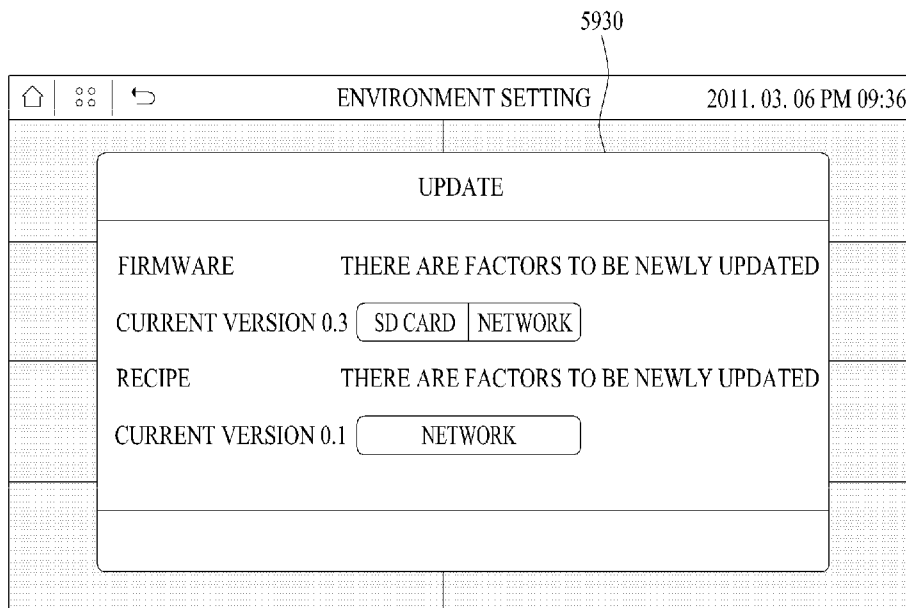 5930
ENVIRONMENT SETTING 2011. 03. 06 PM 09:36
UPDATE
FIRMWARE THERE ARE FACTORS TO BE NEWLY UPDATED
CURRENT VERSION 0.3 SD CARD NETWORK
RECIPE THERE ARE FACTORS TO BE NEWLY UPDATED
CURRENT VERSION 0.1 NETWORK